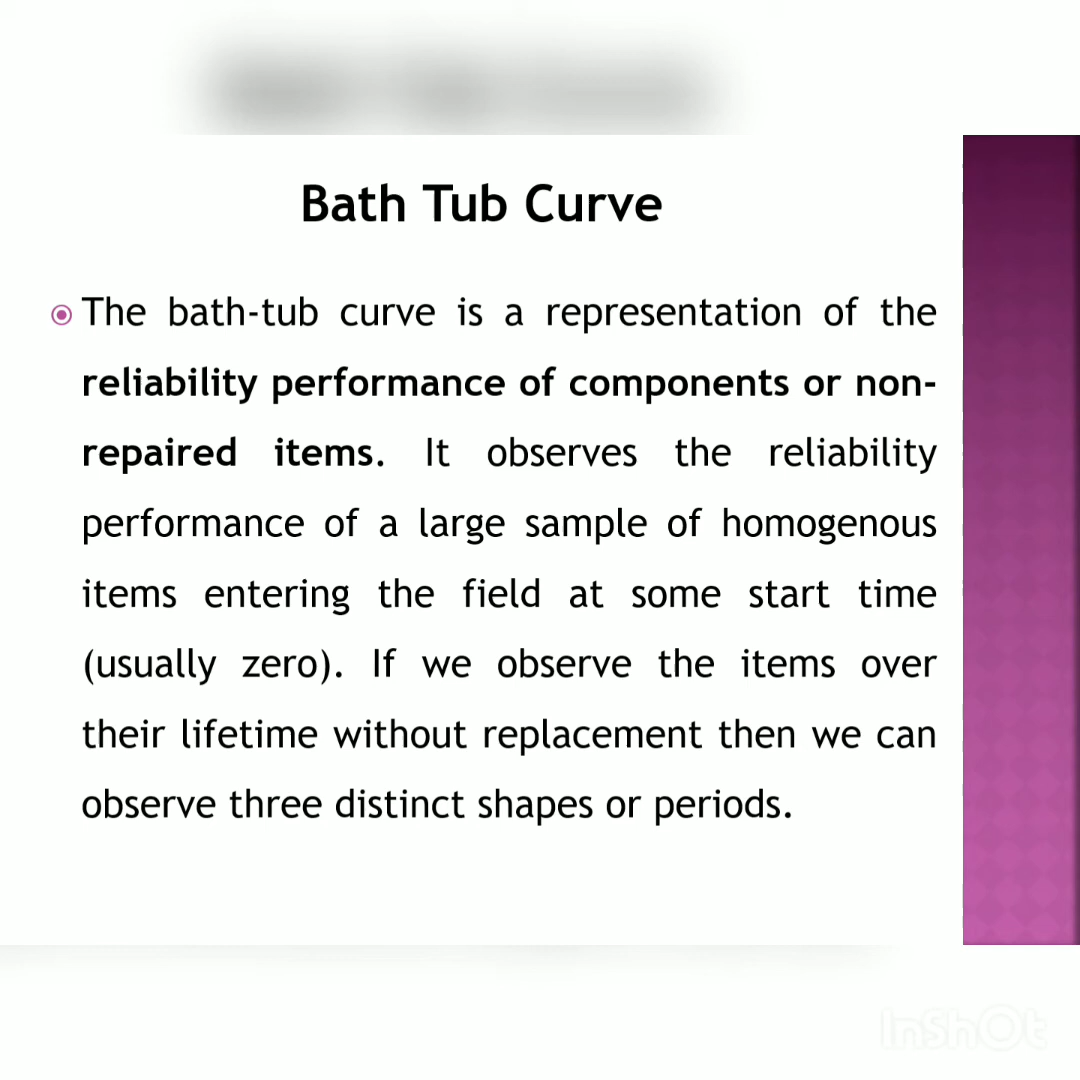 Bath Tub Curve
The bath-tub curve is a representation of the
reliability performance of components or non-
repaired items. It observes the reliability
performance of a large sample of homogenous
items entering the field at some start time
(usually zero). If we observe the items over
their lifetime without replacement then we can
observe three distinct shapes or periods.
InShOt